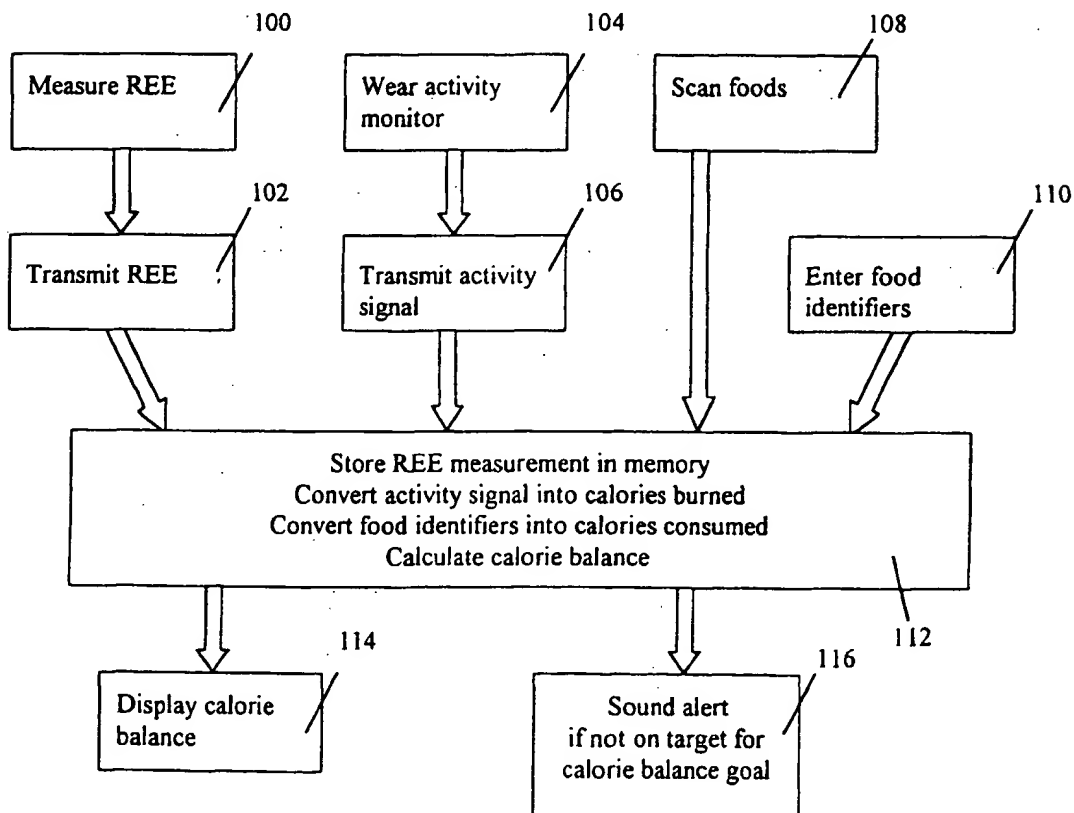 100
104
108
Measure REE
Wear activity
monitor
Scan foods
102
106
110
Transmit REE
Transmit activity
signal
Enter food
identifiers
Store REE measurement in memory
Convert activity signal into calories burned
Convert food identifiers into calories consumed
Calculate calorie balance
112
114
116
Display calorie
balance
Sound alert
if not on target for
calorie balance goal